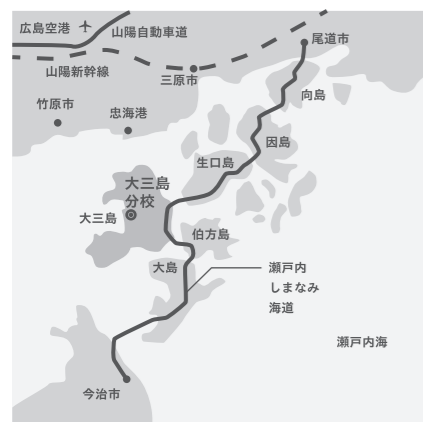 広島空港
山陽自動車道
尾道市
山陽新幹線
三原市
向島
竹原市
忠海港
因島
生口島
大三島
分校
大三島
伯方島
大島
瀬戸内
しまなみ
海道
瀬戸内海
今治市